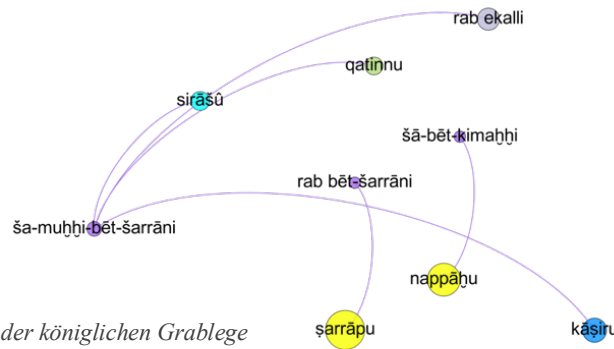 rab ekalli
qatinnu
sirāšû
šā-bēt-kimaḫḫi
rab bēt-šarrāni
ša-muḫḫi-bēt-šarrāni
nappāḫu
der königlichen Grablege
ṣarrāpu
kāṣiru